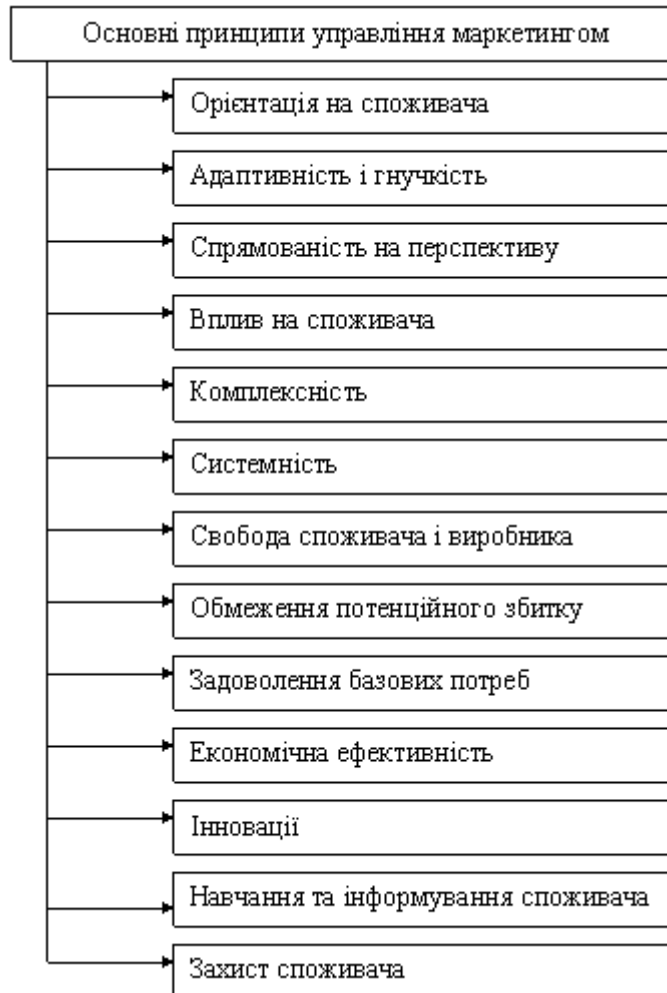 Основні принципи управління маркетингом
Орієнтація на споживача
Адаптивність і гнучкість
Спрямованість на перспективу
Вплив на споживача
Комплексність
Системність
Свобода споживача і виробника
Обмеження потенційного збитку
Задоволення базових потреб
Економічна ефективність
Інновації
Навчання та інформування споживача
Захист споживача